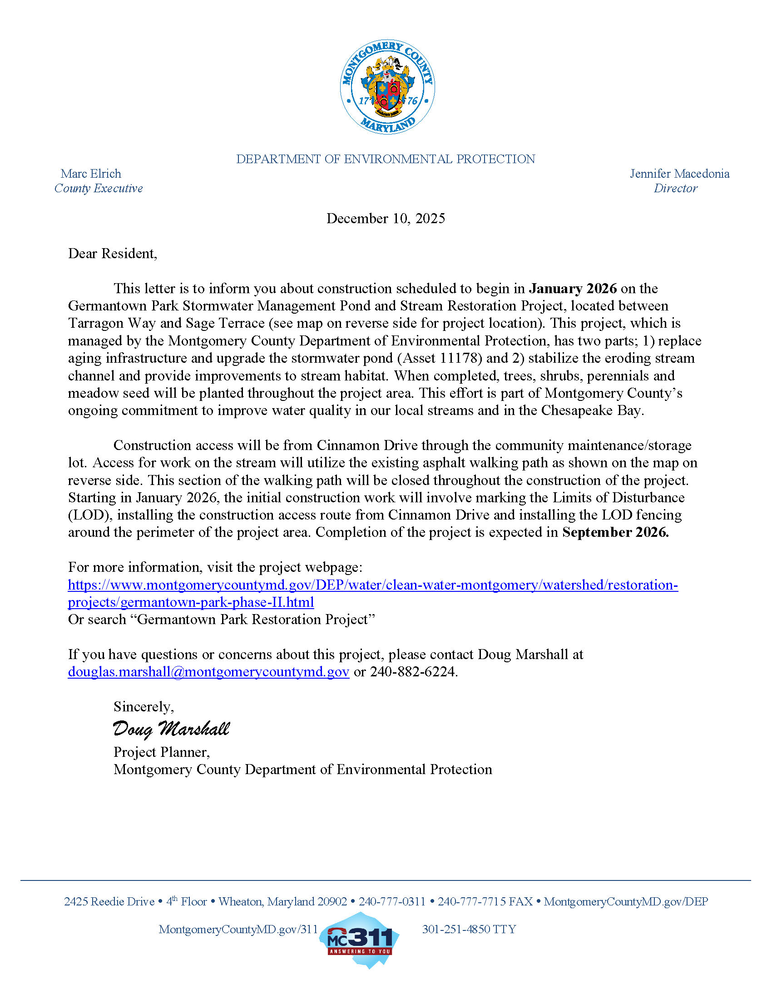 MONTGOMERY COUNTY
17 76
MARYLAND
DEPARTMENT OF ENVIRONMENTAL PROTECTION
Marc Elrich
County Executive
Jennifer Macedonia
Director
December 10, 2025
Dear Resident,
This letter is to inform you about construction scheduled to begin in January 2026 on the
Germantown Park Stormwater Management Pond and Stream Restoration Project, located between
Tarragon Way and Sage Terrace (see map on reverse side for project location). This project, which is
managed by the Montgomery County Department of Environmental Protection, has two parts; 1) replace
aging infrastructure and upgrade the stormwater pond (Asset 11178) and 2) stabilize the eroding stream
channel and provide improvements to stream habitat. When completed, trees, shrubs, perennials and
meadow seed will be planted throughout the project area. This effort is part of Montgomery County’s
ongoing commitment to improve water quality in our local streams and in the Chesapeake Bay.
Construction access will be from Cinnamon Drive through the community maintenance/storage
lot. Access for work on the stream will utilize the existing asphalt walking path as shown on the map on
reverse side. This section of the walking path will be closed throughout the construction of the project.
Starting in January 2026, the initial construction work will involve marking the Limits of Disturbance
(LOD), installing the construction access route from Cinnamon Drive and installing the LOD fencing
around the perimeter of the project area. Completion of the project is expected in September 2026.
For more information, visit the project webpage:
https://www.montgomerycountymd.gov/DEP/water/clean-water-montgomery/watershed/restoration-
projects/germantown-park-phase-II.html
Or search “Germantown Park Restoration Project”
If you have questions or concerns about this project, please contact Doug Marshall at
douglas.marshall@montgomerycountymd.gov or 240-882-6224.
Sincerely,
Doug Marshall
Project Planner,
Montgomery County Department of Environmental Protection
2425 Reedie Drive • 4th Floor • Wheaton, Maryland 20902 • 240-777-0311 • 240-777-7715 FAX • MontgomeryCountyMD.gov/DEP
MontgomeryCountyMD.gov/311
MC311
ANSWERING TO YOU
301-251-4850 TTY